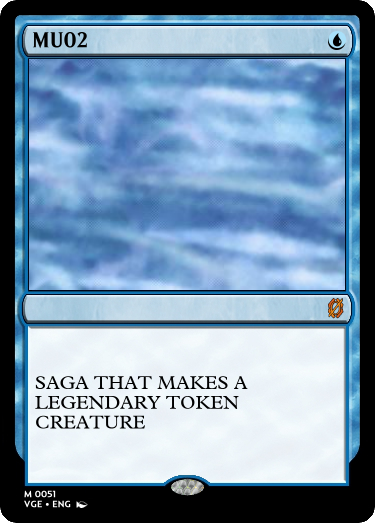 MU02
SAGA THAT MAKES A
LEGENDARY TOKEN
CREATURE
M 0051
VGE • ENG